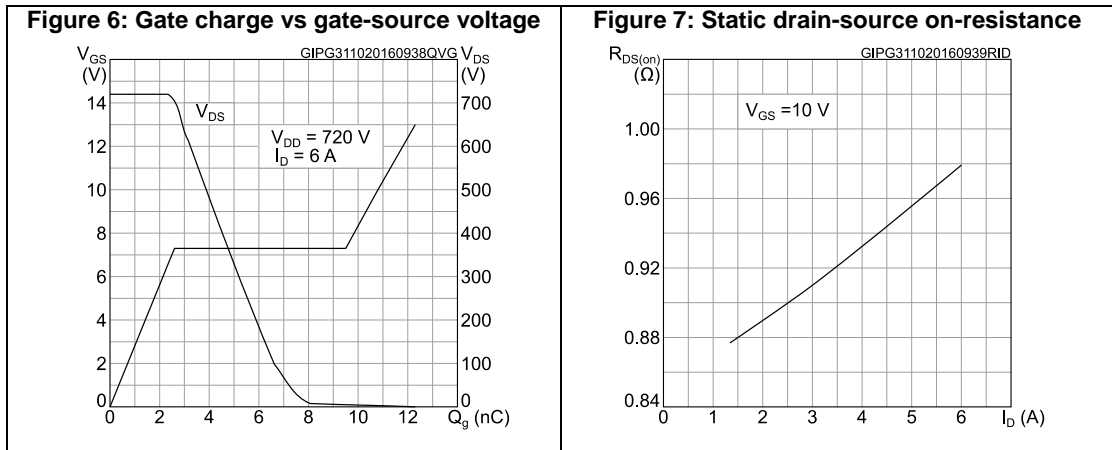 Figure 6: Gate charge vs gate-source voltage
GIPG311020160938QVG
V_GS
(V)
V_DS
(V)
14
12
10
8
6
4
2
0
700
600
500
400
300
200
100
0
V_DS
V_DD = 720 V
I_D = 6 A
0 2 4 6 8 10 12 Q_g (nC)
Figure 7: Static drain-source on-resistance
GIPG311020160939RID
R_DS(on)
(Ω)
V_GS =10 V
1.00
0.96
0.92
0.88
0.84
0 1 2 3 4 5 6 I_D (A)